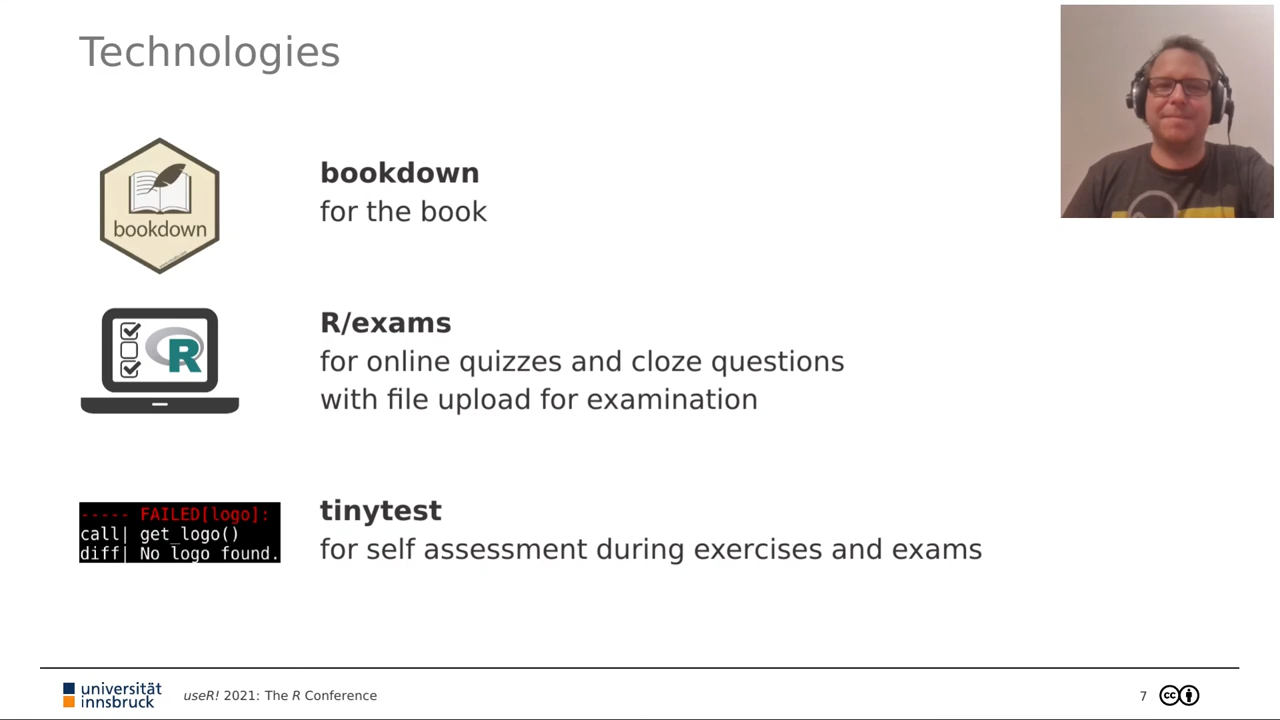 Technologies
bookdown
bookdown
for the book
R
R/exams
for online quizzes and cloze questions
with file upload for examination
----- FAILED[logo]:
call| get_logo()
diff| No logo found.
tinytest
for self assessment during exercises and exams
universität
innsbruck
useR! 2021: The R Conference
7
cc